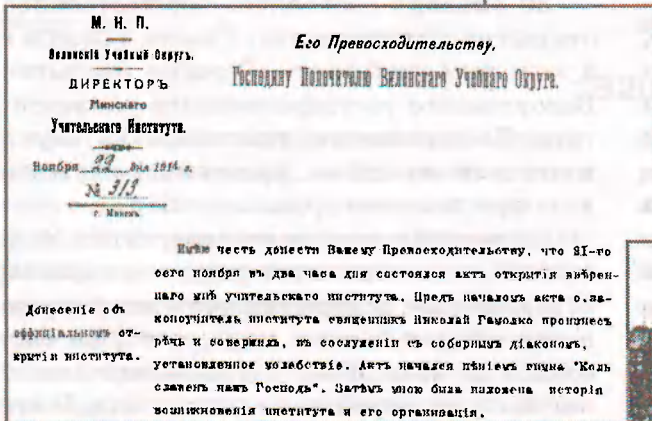 М. Н. П.
Виленскій Учебный Округъ.
ДИРЕКТОРЪ
Минскаго
Учительскаго Института.
Ноября 22 дня 1914 г.
№ 313
г. Минскъ.
Его Превосходительству,
Господину Попечителю Виленскаго Учебнаго Округа.
Донесеніе объ
оффиціальномъ от-
крытіи института.
Имѣю честь донести Вашему Превосходительству, что 21-го
сего ноября въ два часа дня состоялся актъ открытія ввѣрен-
наго мнѣ учительскаго института. Предъ началомъ акта о.за-
коноучитель института священникъ Николай Гамолко произнесъ
рѣчь и совершилъ, въ сослуженіи съ соборнымъ діакономъ,
установленное молебствіе. Актъ начался пѣніемъ гимна "Коль
славенъ нашъ Господь". Затѣмъ мною была изложена исторія
возникновенія института и его организація.